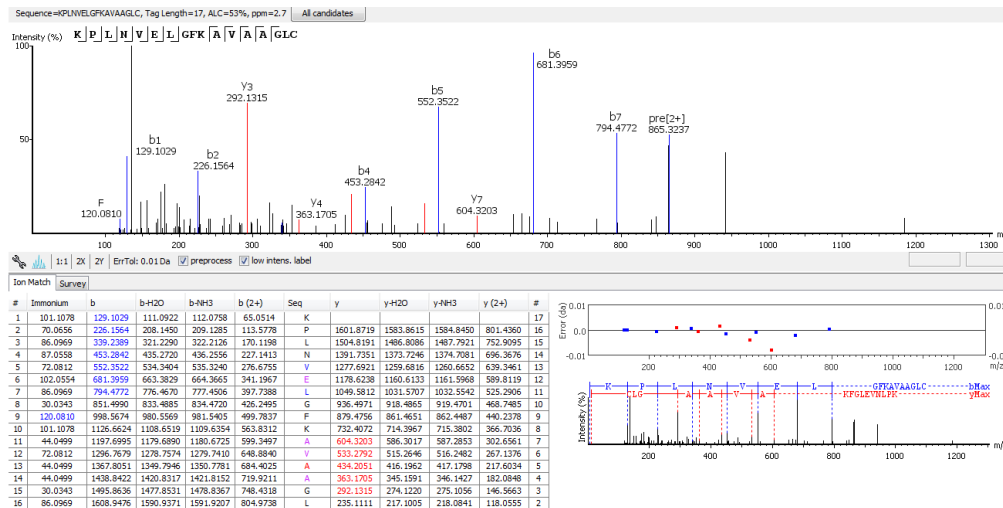 Sequence=KPLNVELGFKAVAAGLC, Tag Length=17, ALC=53%, ppm=2.7 All candidates
Intensity (%) K P L N V E L GFK A V A A GLC
100
50
F
120.0810
b1
129.1029
b2
226.1564
y3
292.1315
y4
363.1705
b4
453.2842
b5
552.3522
y7
604.3203
b6
681.3959
b7
794.4772
pre[2+]
865.3237
100 200 300 400 500 600 700 800 900 1000 1100 1200 1300
1:1 2X 2Y ErrTol: 0.01 Da preprocess low intens. label
Ion Match Survey
# Immonium b b-H2O b-NH3 b (2+) Seq y y-H2O y-NH3 y (2+) #
1 101.1078 129.1029 111.0922 112.0758 65.0514 K 17
2 70.0656 226.1564 208.1450 209.1285 113.5778 P 1601.8719 1583.8615 1584.8450 801.4360 16
3 86.0969 339.2389 321.2290 322.2126 170.1198 L 1504.8191 1486.8086 1487.7921 752.9095 15
4 87.0558 453.2842 435.2720 436.2556 227.1413 N 1391.7351 1373.7246 1374.7081 696.3676 14
5 72.0812 552.3522 534.3404 535.3240 276.6755 V 1277.6921 1259.6816 1260.6652 639.3461 13
6 102.0554 681.3959 663.3829 664.3665 341.1967 E 1178.6238 1160.6133 1161.5968 589.8119 12
7 86.0969 794.4772 776.4670 777.4506 397.7388 L 1049.5812 1031.5707 1032.5542 525.2906 11
8 30.0343 851.4990 833.4885 834.4720 426.2495 G 936.4971 918.4865 919.4701 468.7485 10
9 120.0810 998.5674 980.5569 981.5405 499.7837 F 879.4756 861.4651 862.4487 440.2378 9
10 101.1078 1126.6624 1108.6519 1109.6354 563.8312 K 732.4072 714.3967 715.3802 366.7036 8
11 44.0499 1197.6995 1179.6890 1180.6725 599.3497 A 604.3203 586.3017 587.2853 302.6561 7
12 72.0812 1296.7679 1278.7574 1279.7410 648.8840 V 533.2792 515.2646 516.2482 267.1376 6
13 44.0499 1367.8051 1349.7946 1350.7781 684.4025 A 434.2051 416.1962 417.1798 217.6034 5
14 44.0499 1438.8422 1420.8317 1421.8152 719.9211 A 363.1705 345.1591 346.1427 182.0848 4
15 30.0343 1495.8636 1477.8531 1478.8367 748.4318 G 292.1315 274.1220 275.1056 146.5663 3
16 86.0969 1608.9476 1590.9371 1591.9207 804.9738 L 235.1111 217.1005 218.0841 118.0555 2
Error (da)
0.01
0.0
-0.01
200 400 600 800 1000 1200 m/z
K P L N V E L GFKAVAAGLC bMax
LG A A V A KFGLEVNLPK yMax
Intensity (%)
100
50
200 400 600 800 1000 1200 m/z